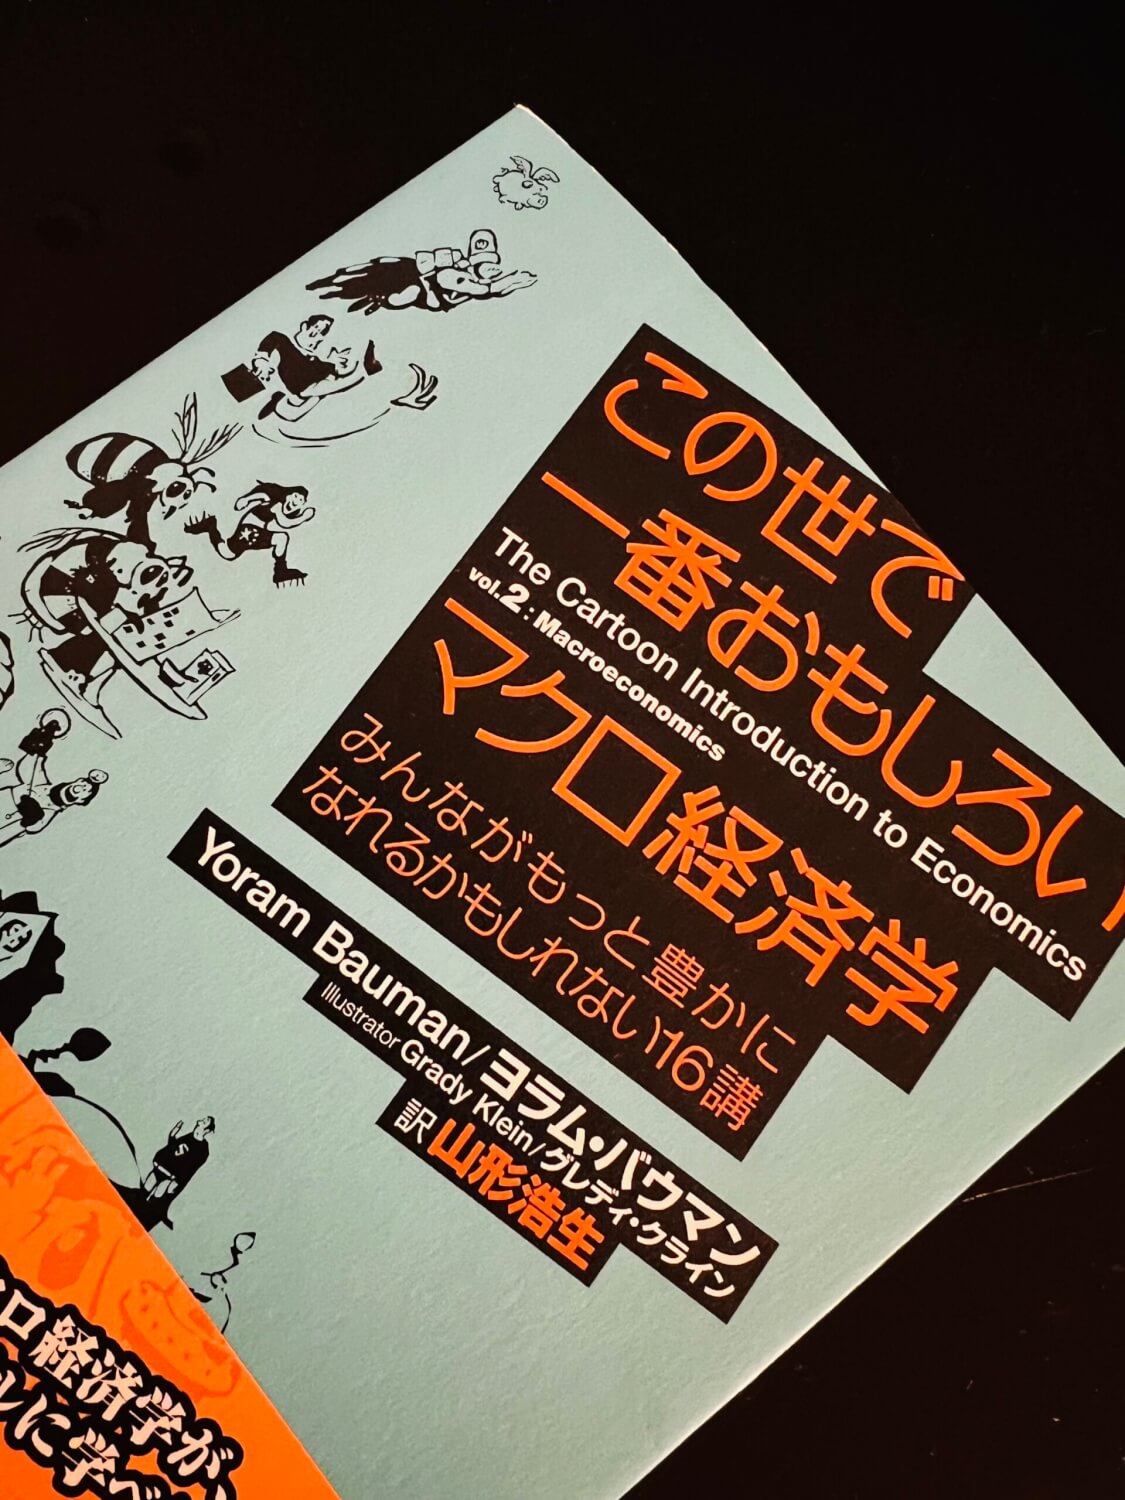 この世で
一番おもしろい
The Cartoon Introduction to Economics
vol.2 : Macroeconomics
マクロ経済学
みんながもっと豊かに
なれるかもしれない16講
Yoram Bauman/ヨラム・バウマン
Illustrator Grady Klein/グレディ・クライン
訳 山形浩生
ロ経済学が、
ルに学べ